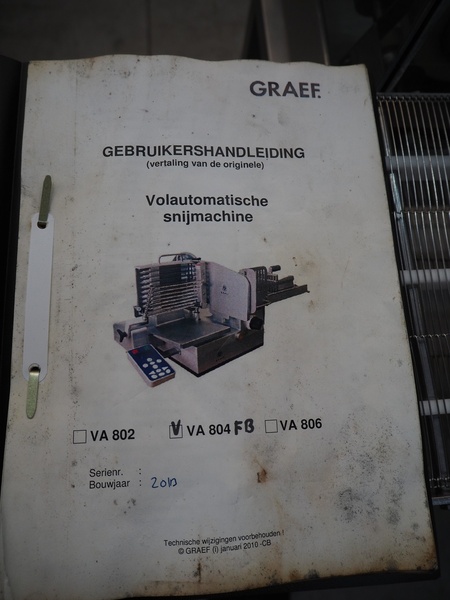 GRAEF.
GEBRUIKERSHANDLEIDING
(vertaling van de originele)
Volautomatische
snijmachine
VA 802 V VA 804 FB VA 806
Serienr. :
Bouwjaar : 2013
Technische wijzigingen voorbehouden !
© GRAEF (i) januari 2010 -CB